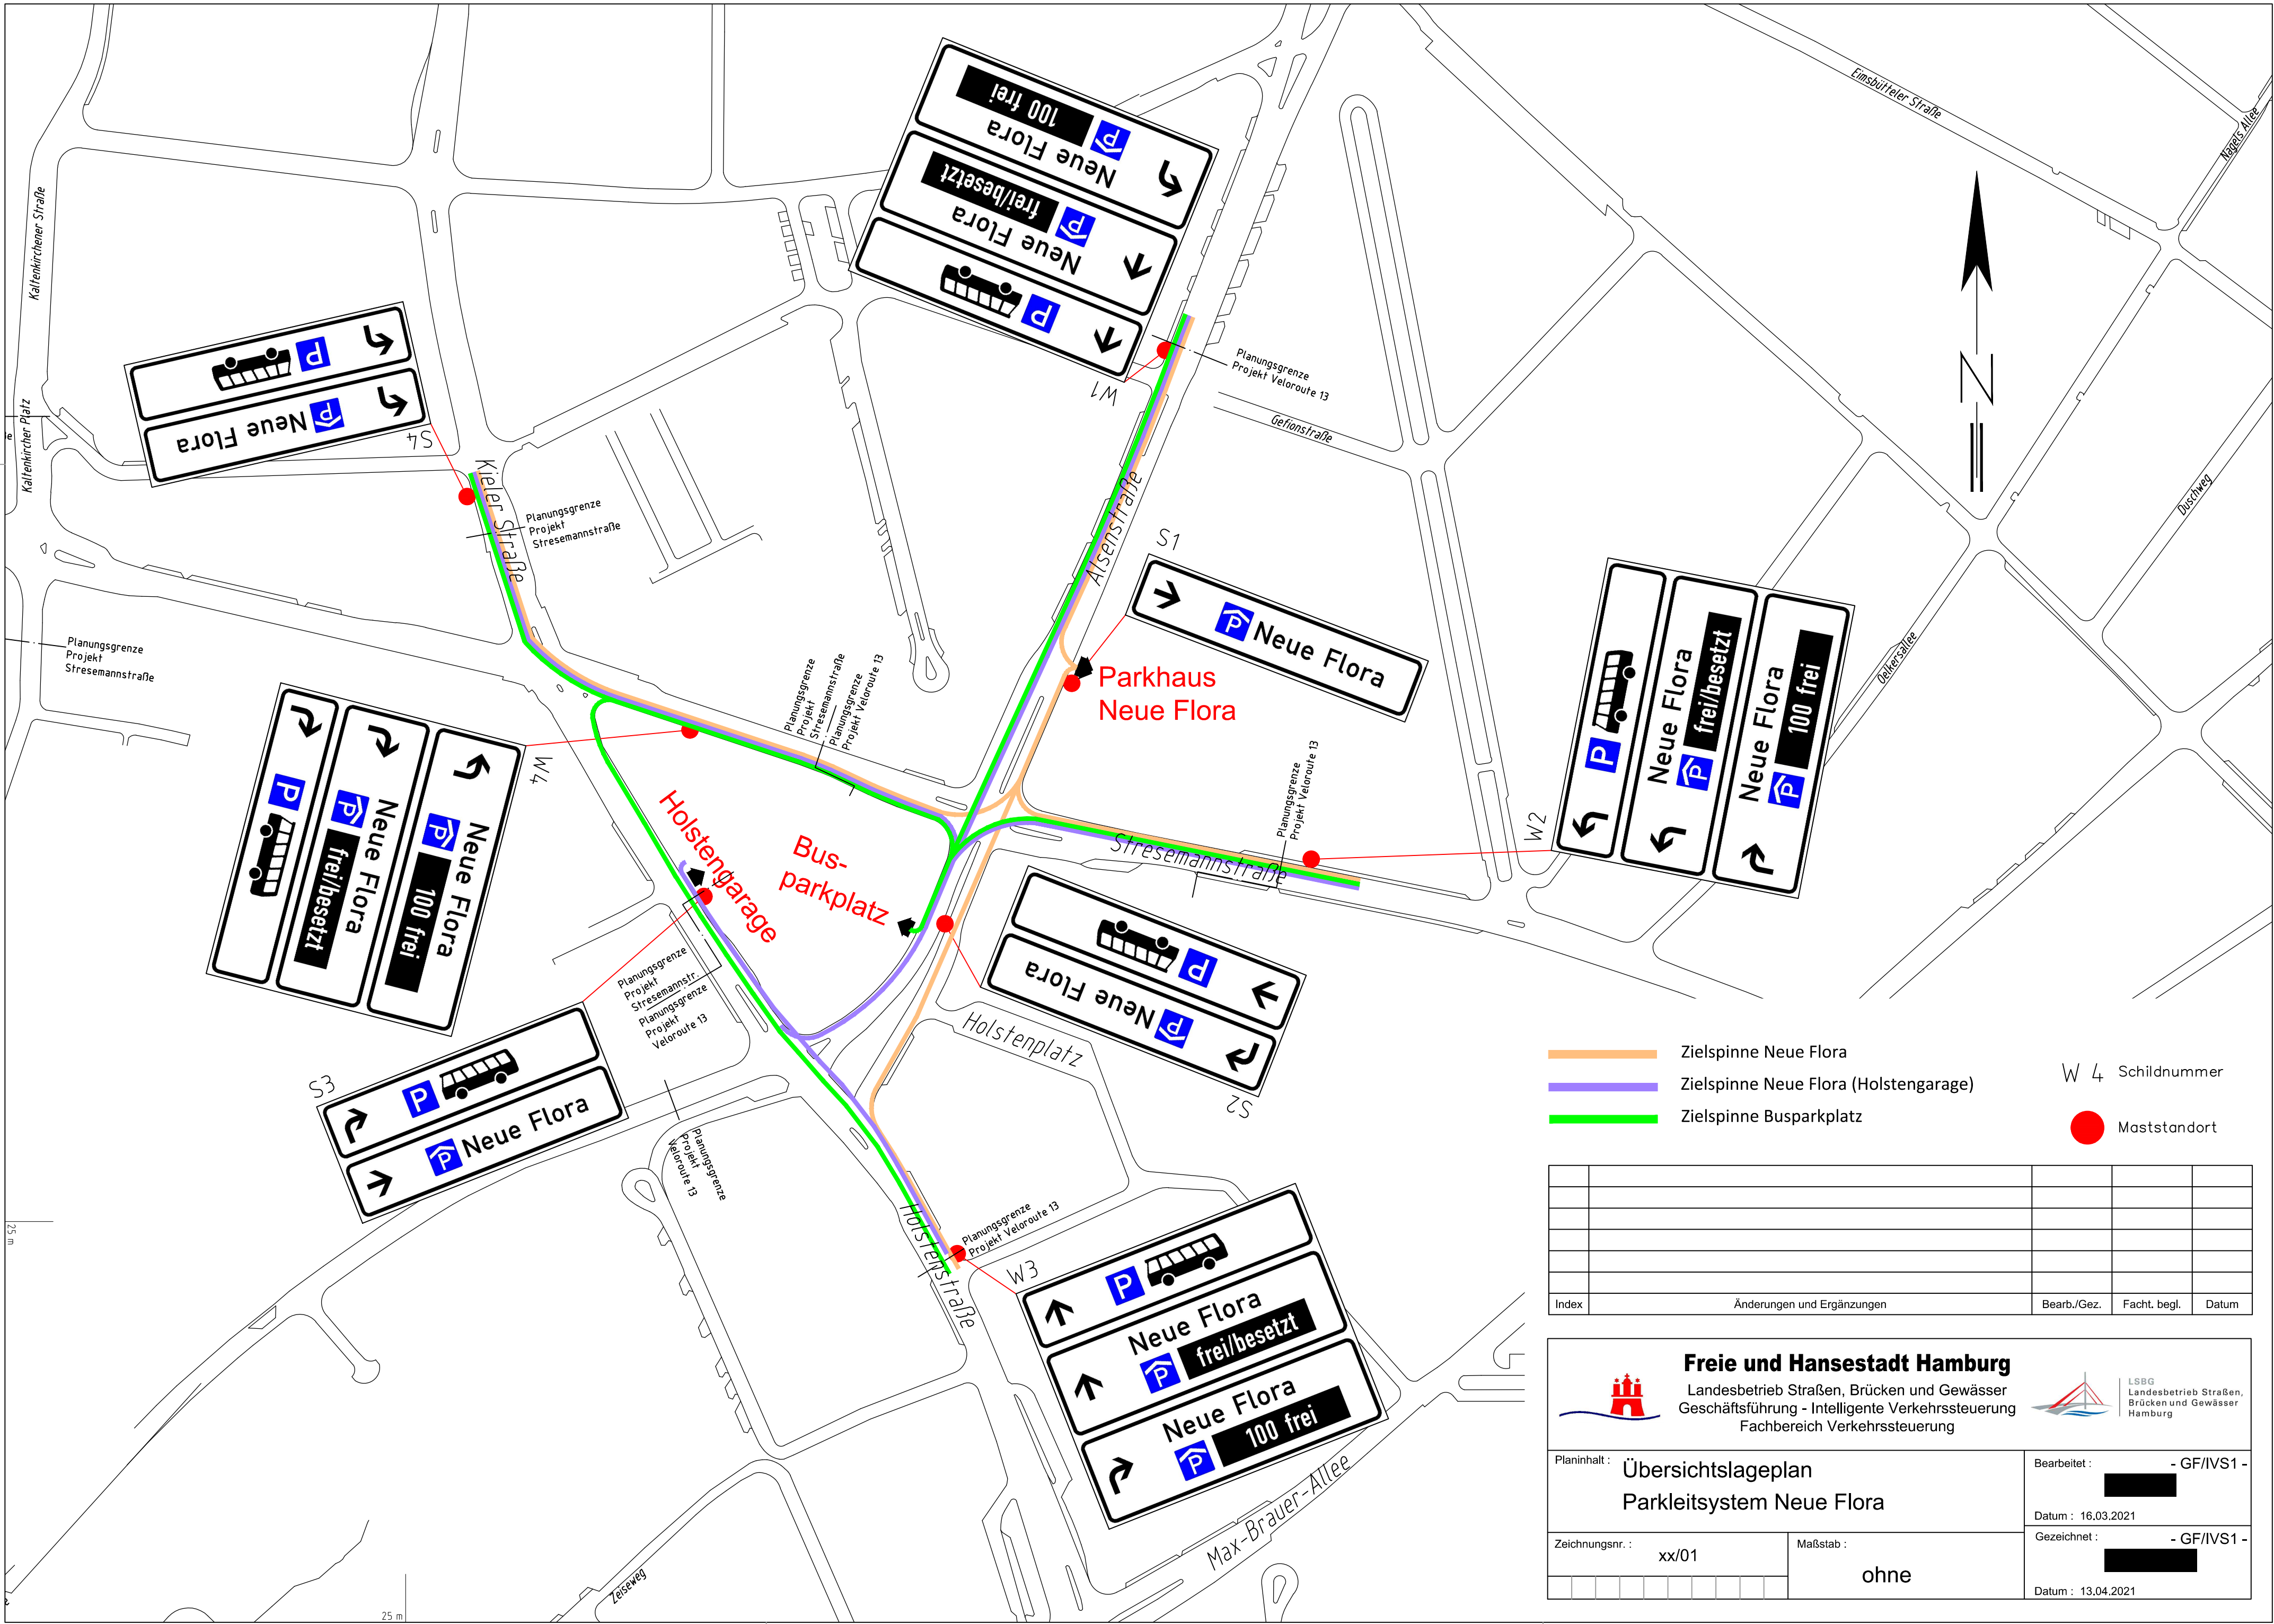 Eimsbütteler Straße
Nagels Allee
Kaltenkirchener Straße
100 frei
Neue Flora
P
frei/besetzt
Neue Flora
P
P
W1
Planungsgrenze
Projekt Veloroute 13
Gefionstraße
P
P
Neue Flora
S4
Kaltenkircher Platz
Kieler Straße
Planungsgrenze
Projekt
Stresemannstraße
Alsenstraße
Duschweg
Oelkersallee
S1
P Neue Flora
Parkhaus
Neue Flora
Planungsgrenze
Projekt
Stresemannstraße
Planungsgrenze
Projekt
Stresemannstraße
Planungsgrenze
Projekt Veloroute 13
P
Neue Flora
P frei/besetzt
Neue Flora
P 100 frei
W2
Planungsgrenze
Projekt Veloroute 13
Stresemannstraße
P
Neue Flora
P frei/besetzt
Neue Flora
P 100 frei
W4
Holstengarage
Bus-
parkplatz
N
P
P
Neue Flora
S2
Holstenplatz
Planungsgrenze
Projekt
Stresemannstr.
Planungsgrenze
Projekt
Veloroute 13
S3
P
P Neue Flora
Planungsgrenze
Projekt
Veloroute 13
Planungsgrenze
Projekt Veloroute 13
Holstenstraße
W3
P
Neue Flora
P frei/besetzt
Neue Flora
P 100 frei
Max-Brauer-Allee
Zeiseweg
25 m
25 m
Zielspinne Neue Flora
Zielspinne Neue Flora (Holstengarage)
Zielspinne Busparkplatz
W 4 Schildnummer
Maststandort
Index Änderungen und Ergänzungen Bearb./Gez. Facht. begl. Datum
Freie und Hansestadt Hamburg
Landesbetrieb Straßen, Brücken und Gewässer
Geschäftsführung - Intelligente Verkehrssteuerung
Fachbereich Verkehrssteuerung
LSBG
Landesbetrieb Straßen,
Brücken und Gewässer
Hamburg
Planinhalt :
Übersichtslageplan
Parkleitsystem Neue Flora
Bearbeitet : - GF/IVS1 -
Datum : 16.03.2021
Zeichnungsnr. :
xx/01
Maßstab :
ohne
Gezeichnet : - GF/IVS1 -
Datum : 13.04.2021